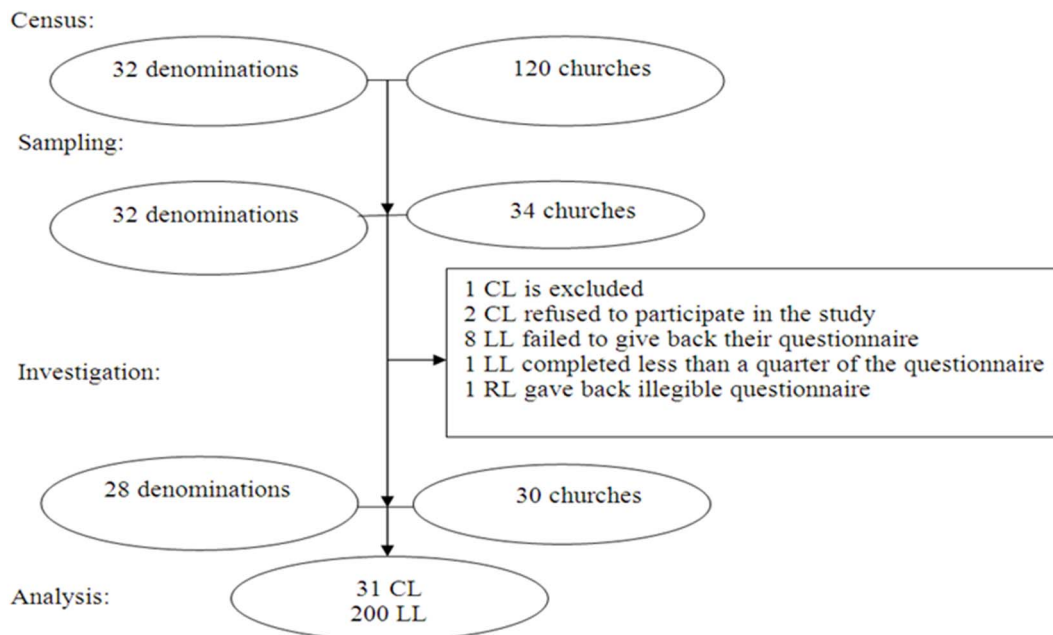 Census:
32 denominations
120 churches
Sampling:
32 denominations
34 churches
1 CL is excluded
2 CL refused to participate in the study
8 LL failed to give back their questionnaire
1 LL completed less than a quarter of the questionnaire
1 RL gave back illegible questionnaire
Investigation:
28 denominations
30 churches
Analysis:
31 CL
200 LL